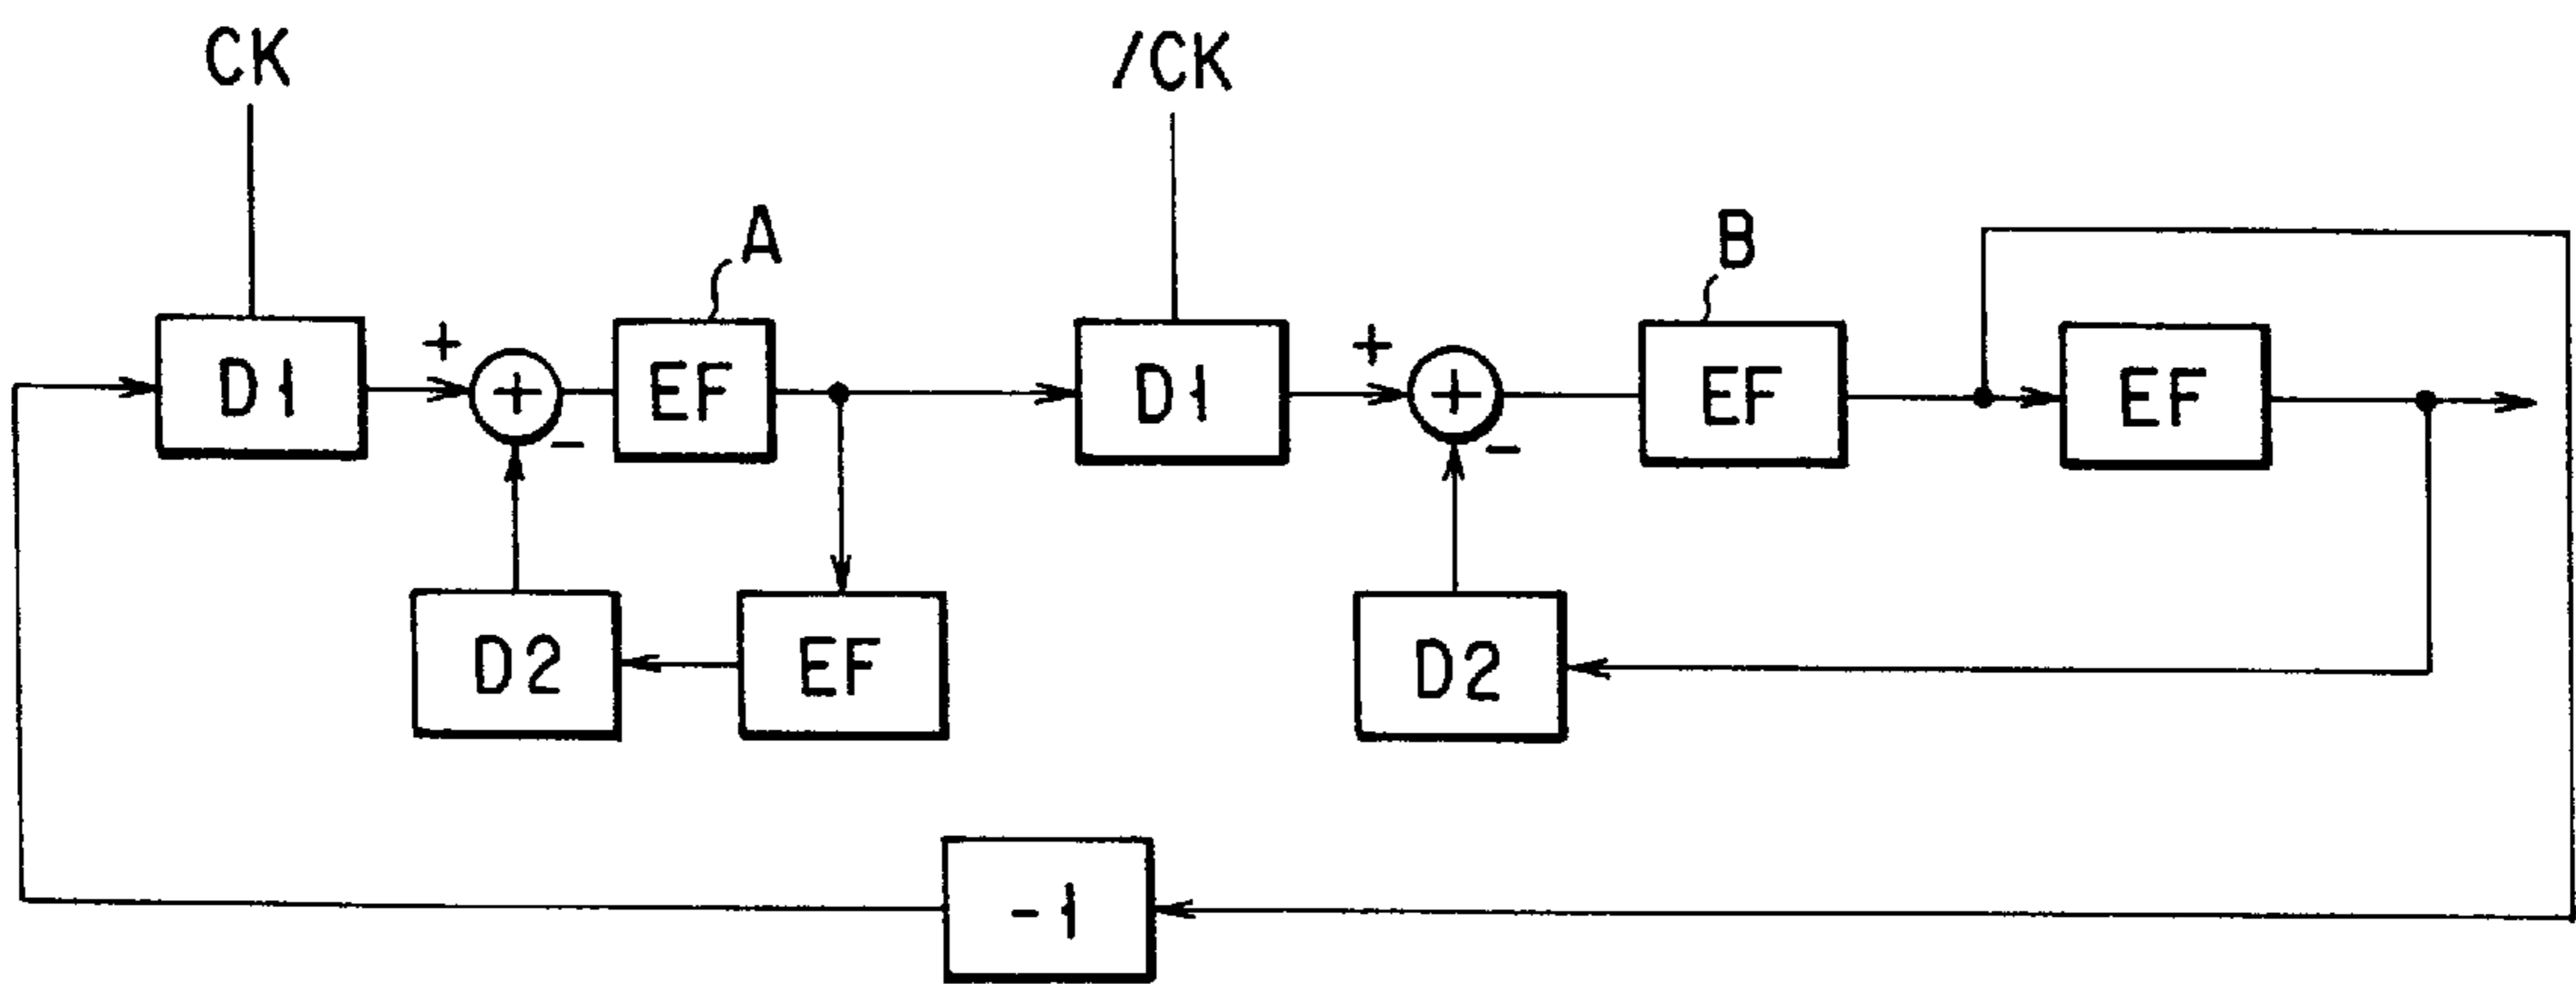 CK
/CK
A
B
D1
+
+
-
EF
D1
+
+
-
EF
EF
D2
EF
D2
-1